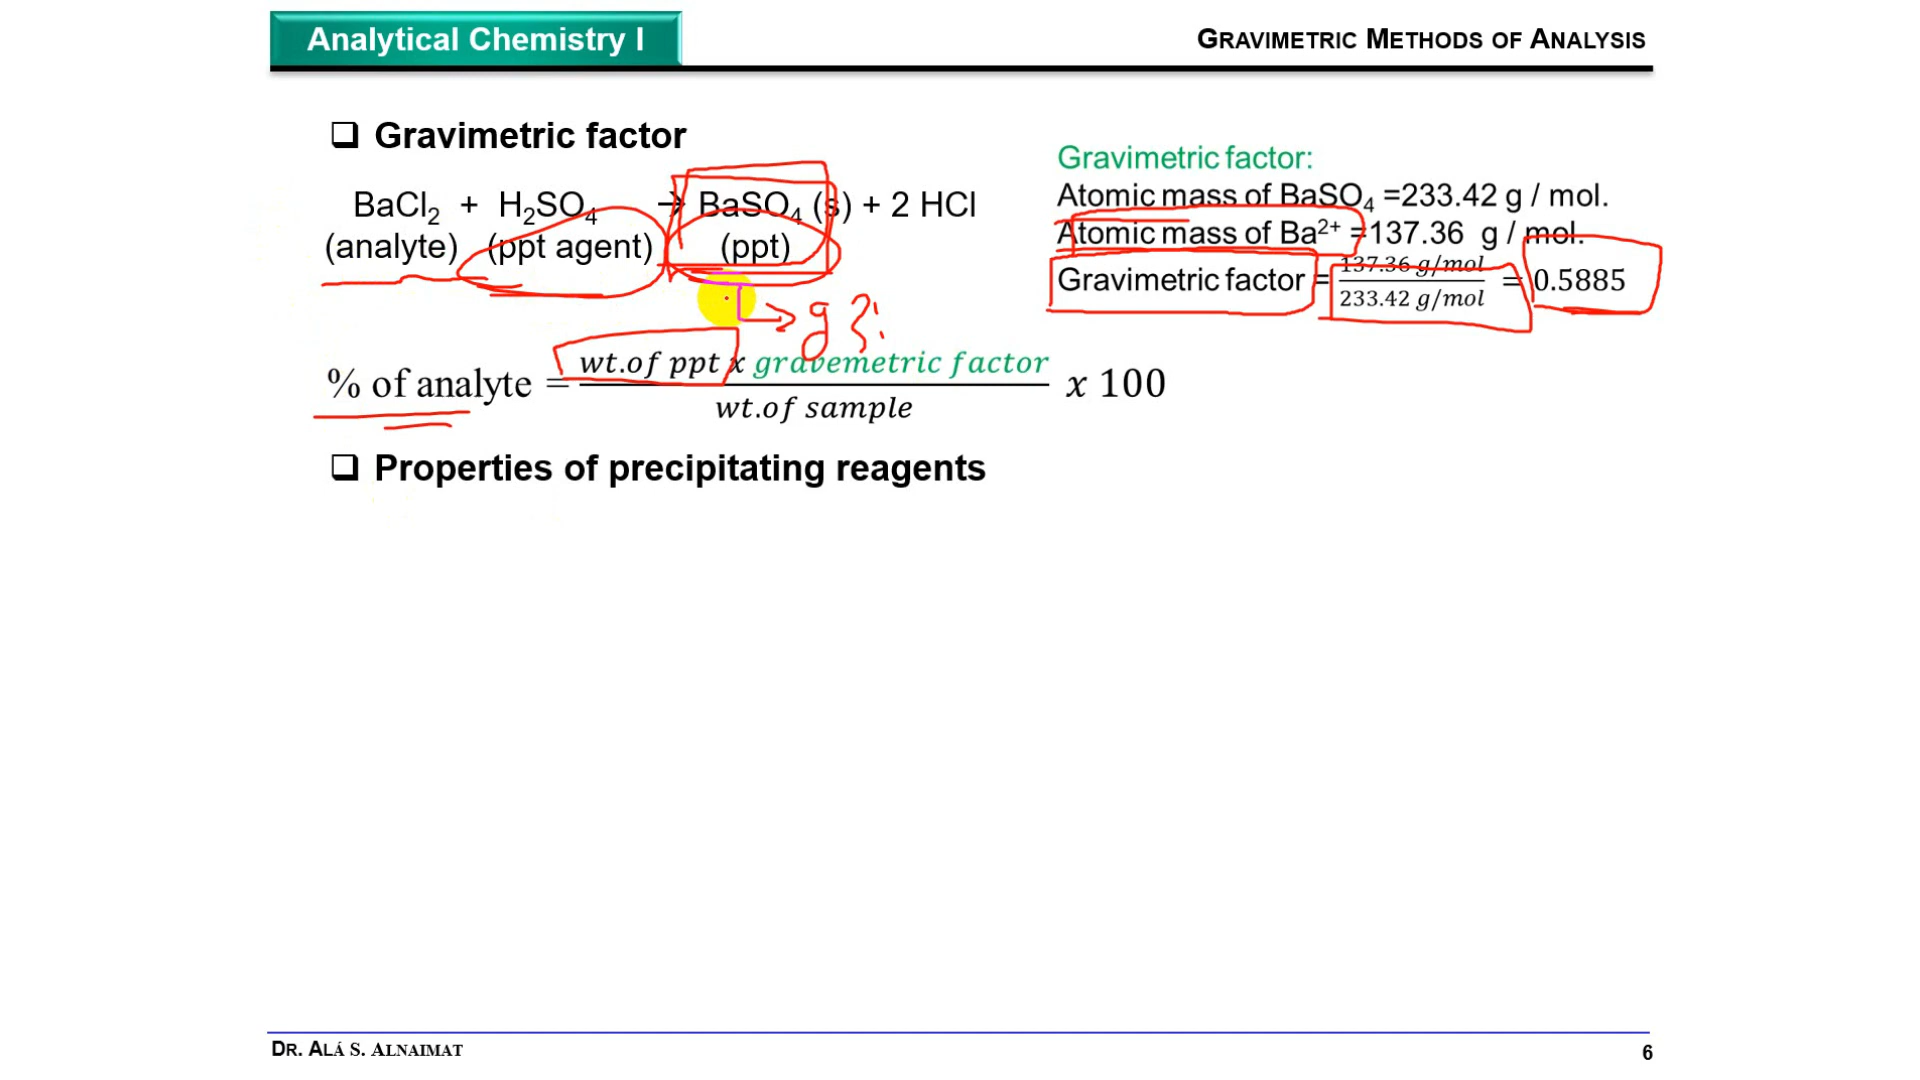 Analytical Chemistry I
GRAVIMETRIC METHODS OF ANALYSIS
❑ Gravimetric factor
BaCl₂ + H₂SO₄ → BaSO₄ (s) + 2 HCl
(analyte) (ppt agent) (ppt)
g ?!
Gravimetric factor:
Atomic mass of BaSO₄ =233.42 g / mol.
Atomic mass of Ba²⁺ =137.36 g / mol.
Gravimetric factor = 137.36 g/mol / 233.42 g/mol = 0.5885
% of analyte = wt.of ppt x gravemetric factor / wt.of sample x 100
❑ Properties of precipitating reagents
DR. ALÁ S. ALNAIMAT
6